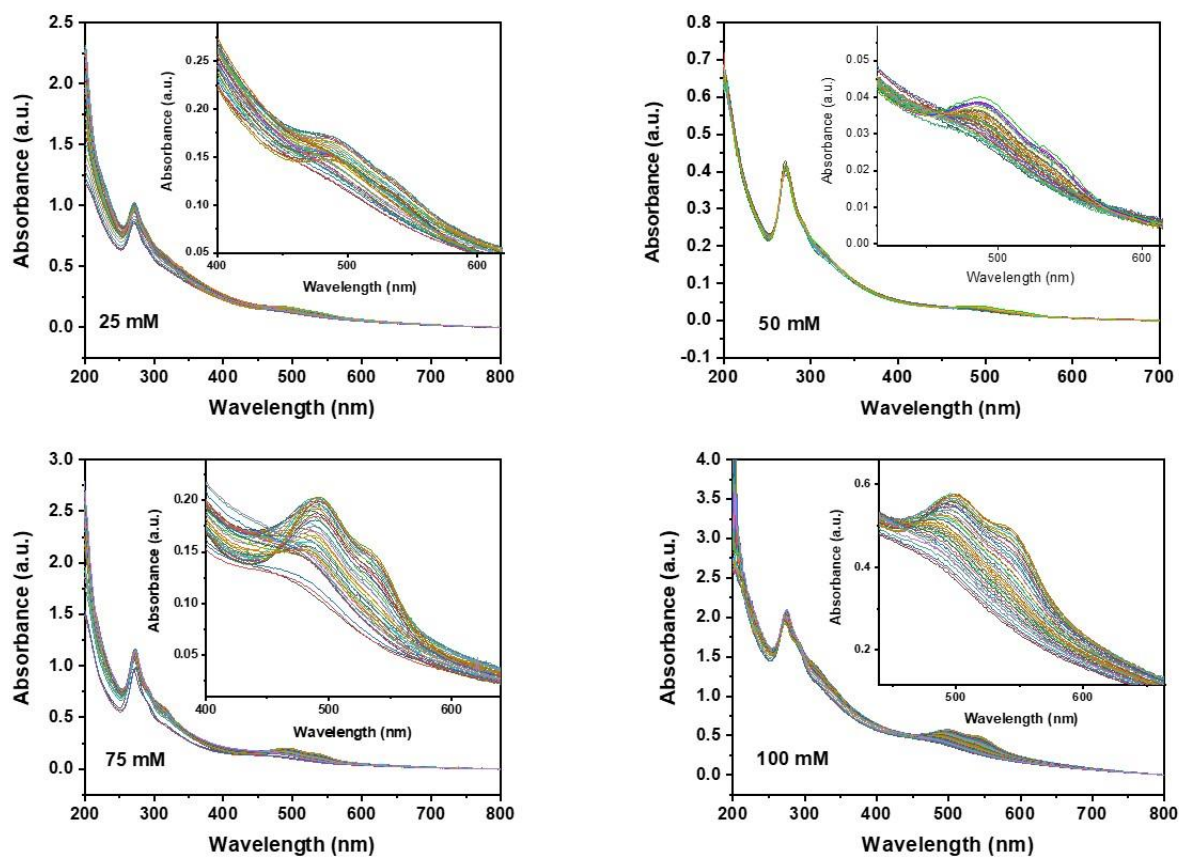 2.5
2.0
1.5
1.0
0.5
0.0
Absorbance (a.u.)
200 300 400 500 600 700 800
Wavelength (nm)
25 mM
0.25
0.20
0.15
0.10
0.05
Absorbance (a.u.)
400 500 600
Wavelength (nm)
0.8
0.7
0.6
0.5
0.4
0.3
0.2
0.1
0.0
-0.1
Absorbance (a.u.)
200 300 400 500 600 700
Wavelength (nm)
50 mM
0.05
0.04
0.03
0.02
0.01
0.00
Absorbance (a.u.)
500 600
Wavelength (nm)
3.0
2.5
2.0
1.5
1.0
0.5
0.0
Absorbance (a.u.)
200 300 400 500 600 700 800
Wavelength (nm)
75 mM
0.20
0.15
0.10
0.05
Absorbance (a.u.)
400 500 600
Wavelength (nm)
4.0
3.5
3.0
2.5
2.0
1.5
1.0
0.5
0.0
Absorbance (a.u.)
200 300 400 500 600 700 800
Wavelength (nm)
100 mM
0.6
0.4
0.2
Absorbance (a.u.)
500 600
Wavelength (nm)